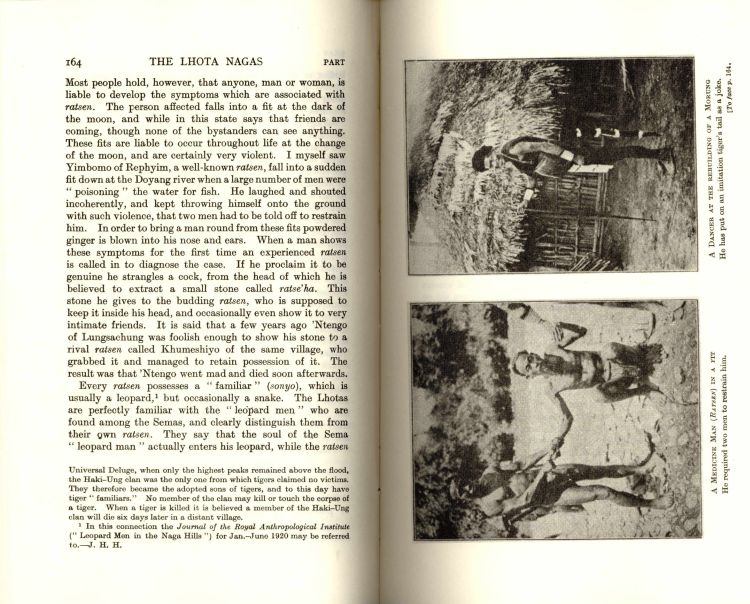 164 THE LHOTA NAGAS PART
Most people hold, however, that anyone, man or woman, is
liable to develop the symptoms which are associated with
ratsen. The person affected falls into a fit at the dark of
the moon, and while in this state says that friends are
coming, though none of the bystanders can see anything.
These fits are liable to occur throughout life at the change
of the moon, and are certainly very violent. I myself saw
Yimbomo of Rephyim, a well-known ratsen, fall into a sudden
fit down at the Doyang river when a large number of men were
“ poisoning ” the water for fish. He laughed and shouted
incoherently, and kept throwing himself onto the ground
with such violence, that two men had to be told off to restrain
him. In order to bring a man round from these fits powdered
ginger is blown into his nose and ears. When a man shows
these symptoms for the first time an experienced ratsen
is called in to diagnose the case. If he proclaim it to be
genuine he strangles a cock, from the head of which he is
believed to extract a small stone called ratse'ha. This
stone he gives to the budding ratsen, who is supposed to
keep it inside his head, and occasionally even show it to very
intimate friends. It is said that a few years ago 'Ntengo
of Lungsachung was foolish enough to show his stone to a
rival ratsen called Khumeshiyo of the same village, who
grabbed it and managed to retain possession of it. The
result was that 'Ntengo went mad and died soon afterwards.
Every ratsen possesses a “ familiar ” (sonyo), which is
usually a leopard,¹ but occasionally a snake. The Lhotas
are perfectly familiar with the “ leopard men ” who are
found among the Semas, and clearly distinguish them from
their own ratsen. They say that the soul of the Sema
“ leopard man ” actually enters his leopard, while the ratsen
Universal Deluge, when only the highest peaks remained above the flood,
the Haki-Ung clan was the only one from which tigers claimed no victims.
They therefore became the adopted sons of tigers, and to this day have
tiger “ familiars.” No member of the clan may kill or touch the corpse of
a tiger. When a tiger is killed it is believed a member of the Haki-Ung
clan will die six days later in a distant village.
¹ In this connection the Journal of the Royal Anthropological Institute
(“ Leopard Men in the Naga Hills ”) for Jan.–June 1920 may be referred
to.—J. H. H.
A DANCER AT THE REBUILDING OF A MORUNG
He has put on an imitation tiger's tail as a joke.
[To face p. 164.
A MEDICINE MAN (RATSEN) IN A FIT
He required two men to restrain him.